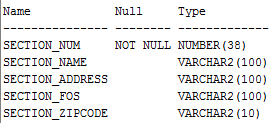 Name            Null     Type
--------------- -------- -------------
SECTION_NUM     NOT NULL NUMBER(38)
SECTION_NAME             VARCHAR2(100)
SECTION_ADDRESS          VARCHAR2(100)
SECTION_FOS              VARCHAR2(100)
SECTION_ZIPCODE          VARCHAR2(10)